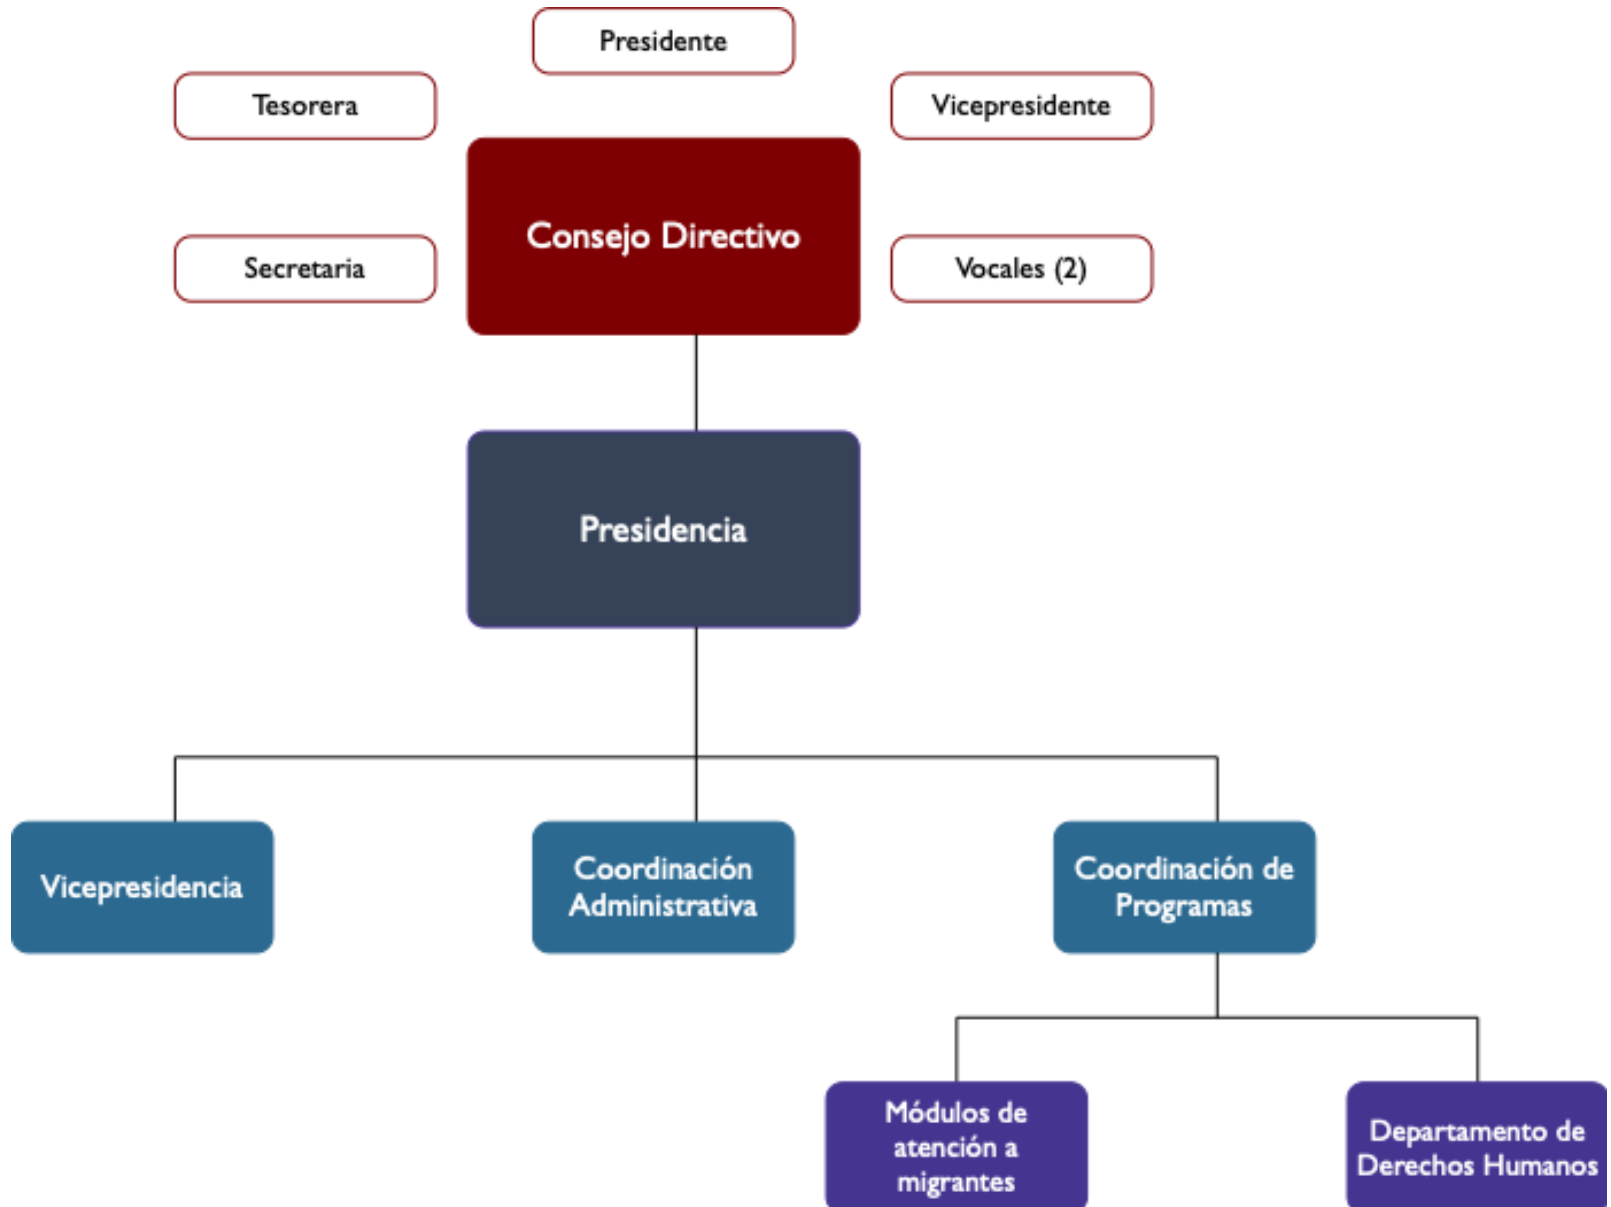 Presidente
Tesorera
Vicepresidente
Consejo Directivo
Secretaria
Vocales (2)
Presidencia
Vicepresidencia
Coordinación
Administrativa
Coordinación de
Programas
Módulos de
atención a
migrantes
Departamento de
Derechos Humanos